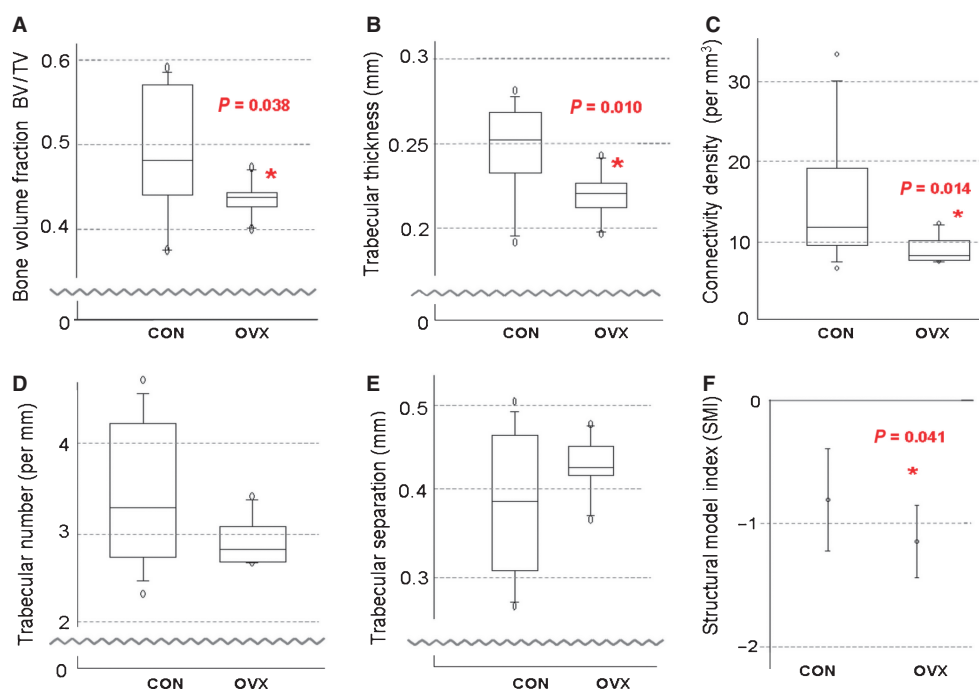 A
Bone volume fraction BV/TV
0.6
0.5
0.4
0
P = 0.038
*
CON OVX
B
Trabecular thickness (mm)
0.3
0.25
0.2
0
P = 0.010
*
CON OVX
C
Connectivity density (per mm³)
30
20
10
0
P = 0.014
*
CON OVX
D
Trabecular number (per mm)
4
3
2
0
CON OVX
E
Trabecular separation (mm)
0.5
0.4
0.3
CON OVX
F
Structural model index (SMI)
0
−1
−2
P = 0.041
*
CON OVX